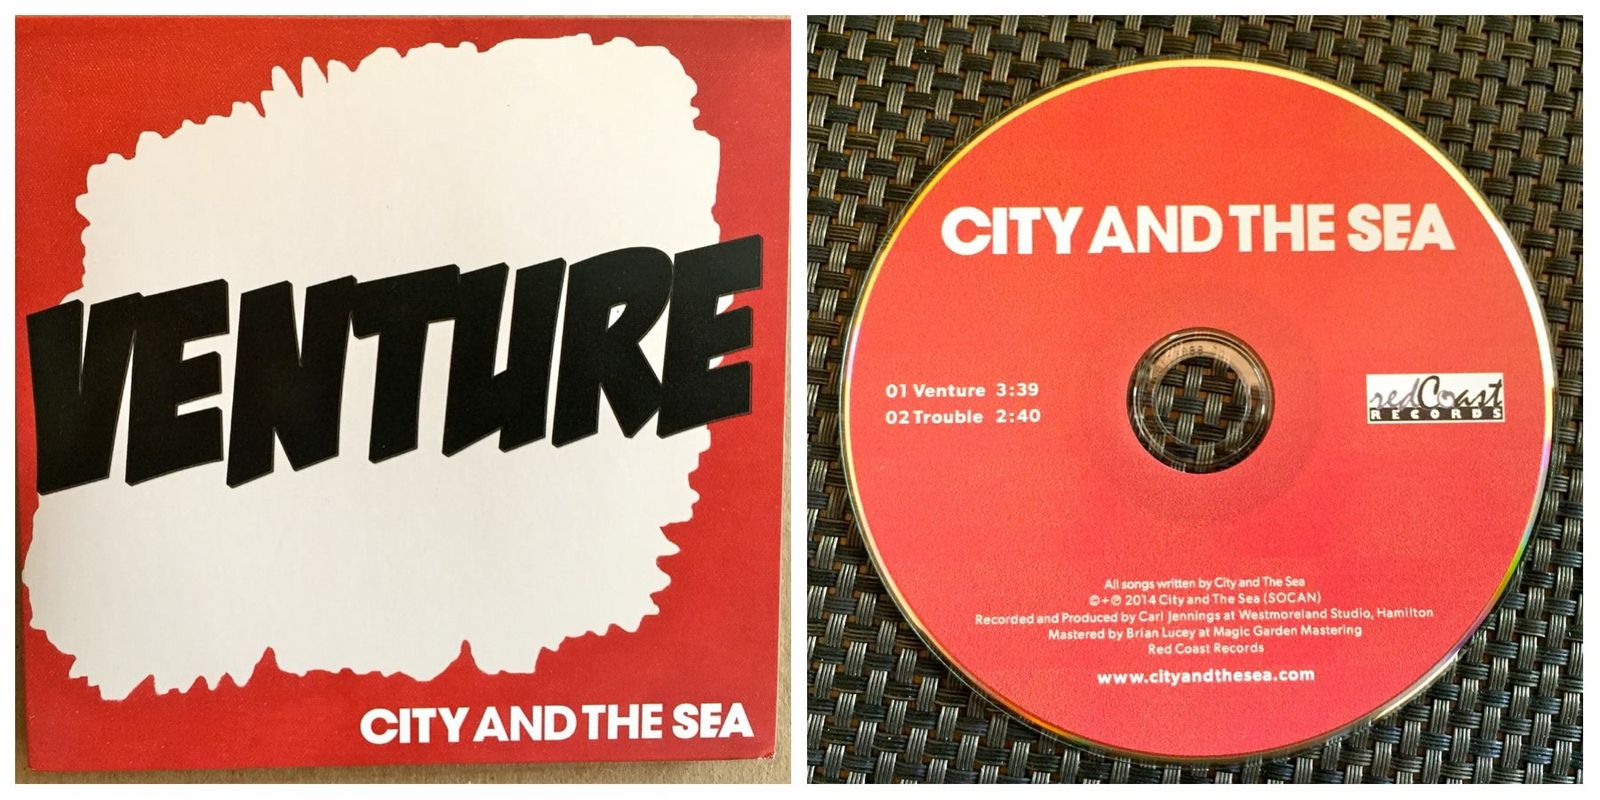 VENTURE
CITY AND THE SEA
CITY AND THE SEA
01 Venture 3:39
02 Trouble 2:40
redCoast
RECORDS
All songs written by City and The Sea
©+℗ 2014 City and The Sea (SOCAN)
Recorded and Produced by Carl Jennings at Westmoreland Studio, Hamilton
Mastered by Brian Lucey at Magic Garden Mastering
Red Coast Records
www.cityandthesea.com